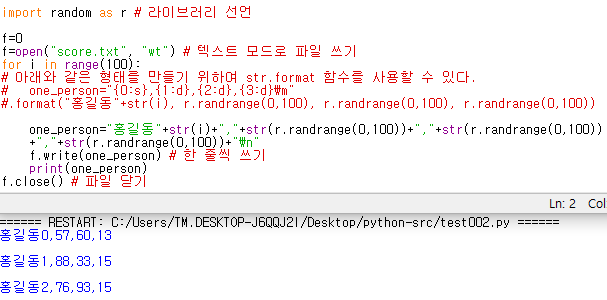 import random as r # 라이브러리 선언
f=0
f=open("score.txt", "wt") # 텍스트 모드로 파일 쓰기
for i in range(100):
# 아래와 같은 형태를 만들기 위하여 str.format 함수를 사용할 수 있다.
#   one_person="{0:s},{1:d},{2:d},{3:d}₩m"
#.format("홍길동"+str(i), r.randrange(0,100), r.randrange(0,100), r.randrange(0,100))
one_person="홍길동"+str(i)+","+str(r.randrange(0,100))+","+str(r.randrange(0,100))
+","+str(r.randrange(0,100))+"₩n"
f.write(one_person) # 한 줄씩 쓰기
print(one_person)
f.close() # 파일 닫기
Ln: 2 Col
====== RESTART: C:/Users/TM.DESKTOP-J6QQJ2I/Desktop/python-src/test002.py ======
홍길동0,57,60,13
홍길동1,88,33,15
홍길동2,76,93,15